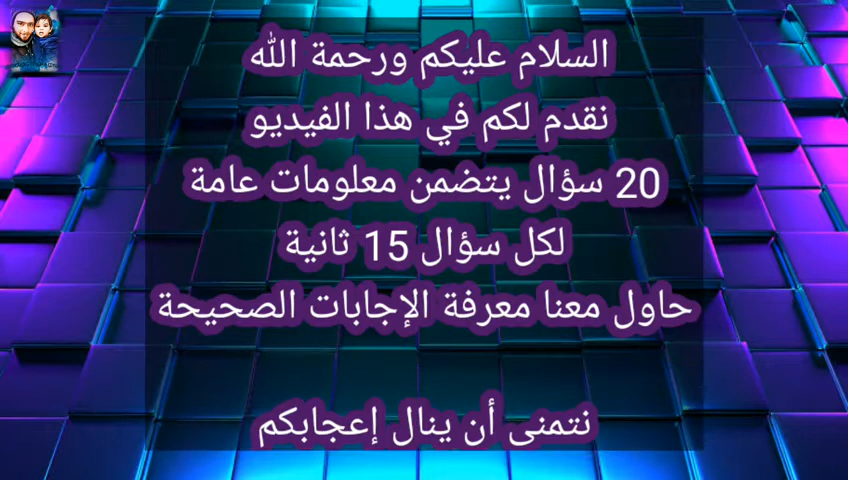 السلام عليكم ورحمة الله
نقدم لكم في هذا الفيديو
20 سؤال يتضمن معلومات عامة
لكل سؤال 15 ثانية
حاول معنا معرفة الإجابات الصحيحة
نتمنى أن ينال إعجابكم